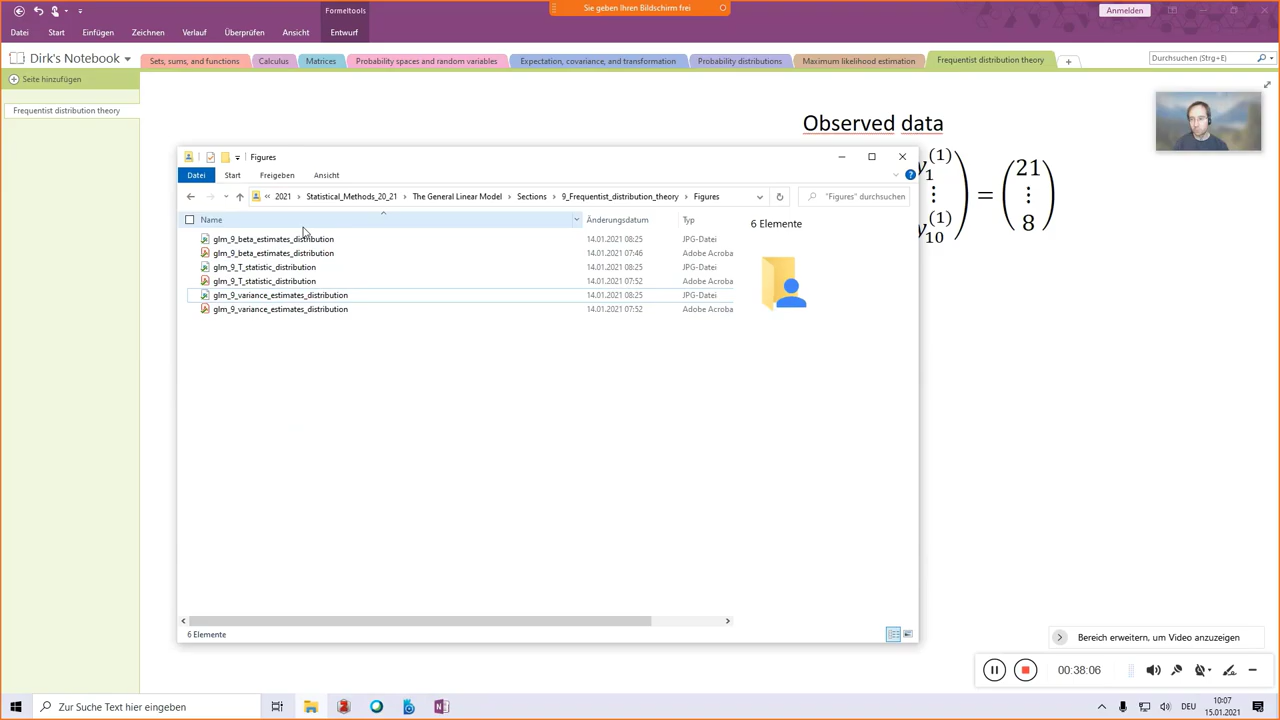 Sie geben Ihren Bildschirm frei
Formeltools
Anmelden
Datei Start Einfügen Zeichnen Verlauf Überprüfen Ansicht Entwurf
Dirk's Notebook
Sets, sums, and functions Calculus Matrices Probability spaces and random variables Expectation, covariance, and transformation Probability distributions Maximum likelihood estimation Frequentist distribution theory
Durchsuchen (Strg+E)
Seite hinzufügen
Frequentist distribution theory
Observed data
y₁⁽¹⁾
⋮
y₁₀⁽¹⁾
=
21
⋮
8
Figures
Datei Start Freigeben Ansicht
« 2021 › Statistical_Methods_20_21 › The General Linear Model › Sections › 9_Frequentist_distribution_theory › Figures
"Figures" durchsuchen
Name Änderungsdatum Typ
6 Elemente
glm_9_beta_estimates_distribution 14.01.2021 08:25 JPG-Datei
glm_9_beta_estimates_distribution 14.01.2021 07:46 Adobe Acroba
glm_9_T_statistic_distribution 14.01.2021 08:25 JPG-Datei
glm_9_T_statistic_distribution 14.01.2021 07:52 Adobe Acroba
glm_9_variance_estimates_distribution 14.01.2021 08:25 JPG-Datei
glm_9_variance_estimates_distribution 14.01.2021 07:52 Adobe Acroba
6 Elemente
Bereich erweitern, um Video anzuzeigen
00:38:06
Zur Suche Text hier eingeben
DEU
10:07
15.01.2021